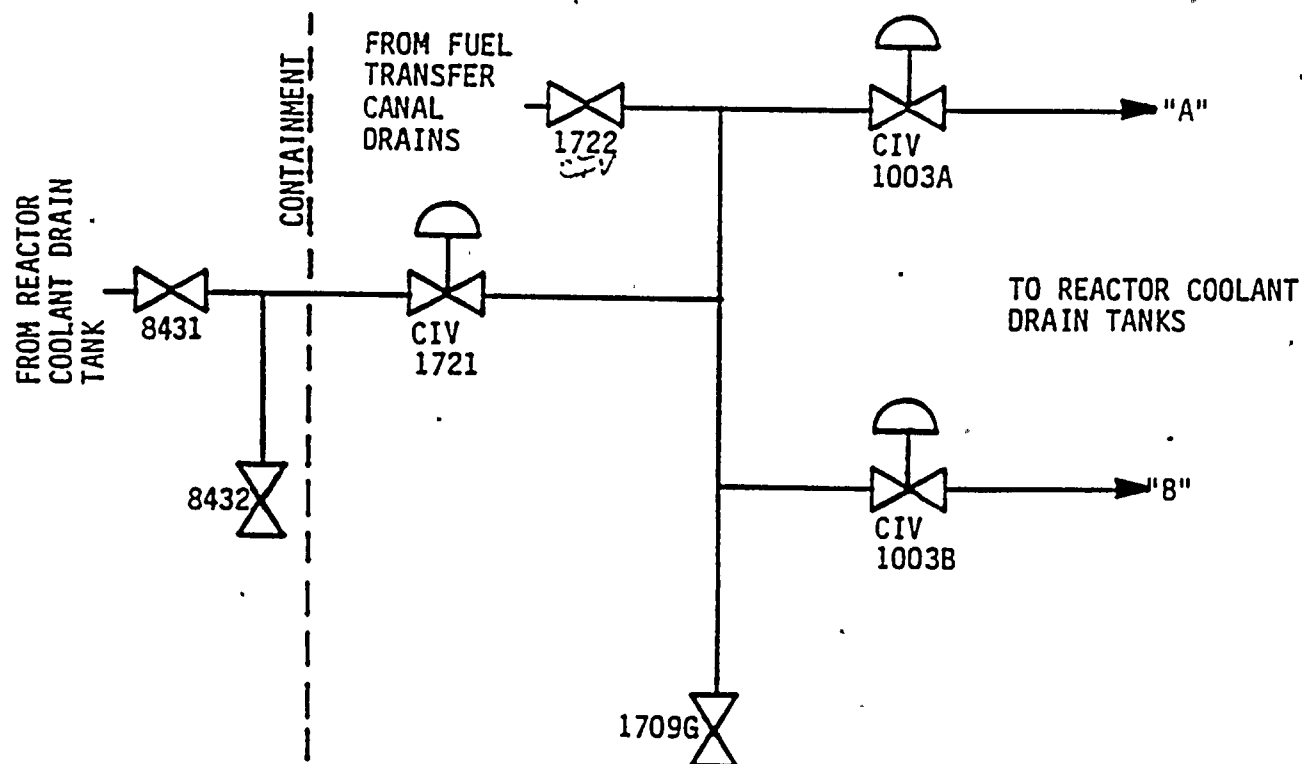 FROM FUEL
TRANSFER
CANAL
DRAINS
CONTAINMENT
1722
CIV
1003A
"A"
FROM REACTOR
COOLANT DRAIN
TANK
8431
CIV
1721
TO REACTOR COOLANT
DRAIN TANKS
8432
CIV
1003B
"B"
1709G